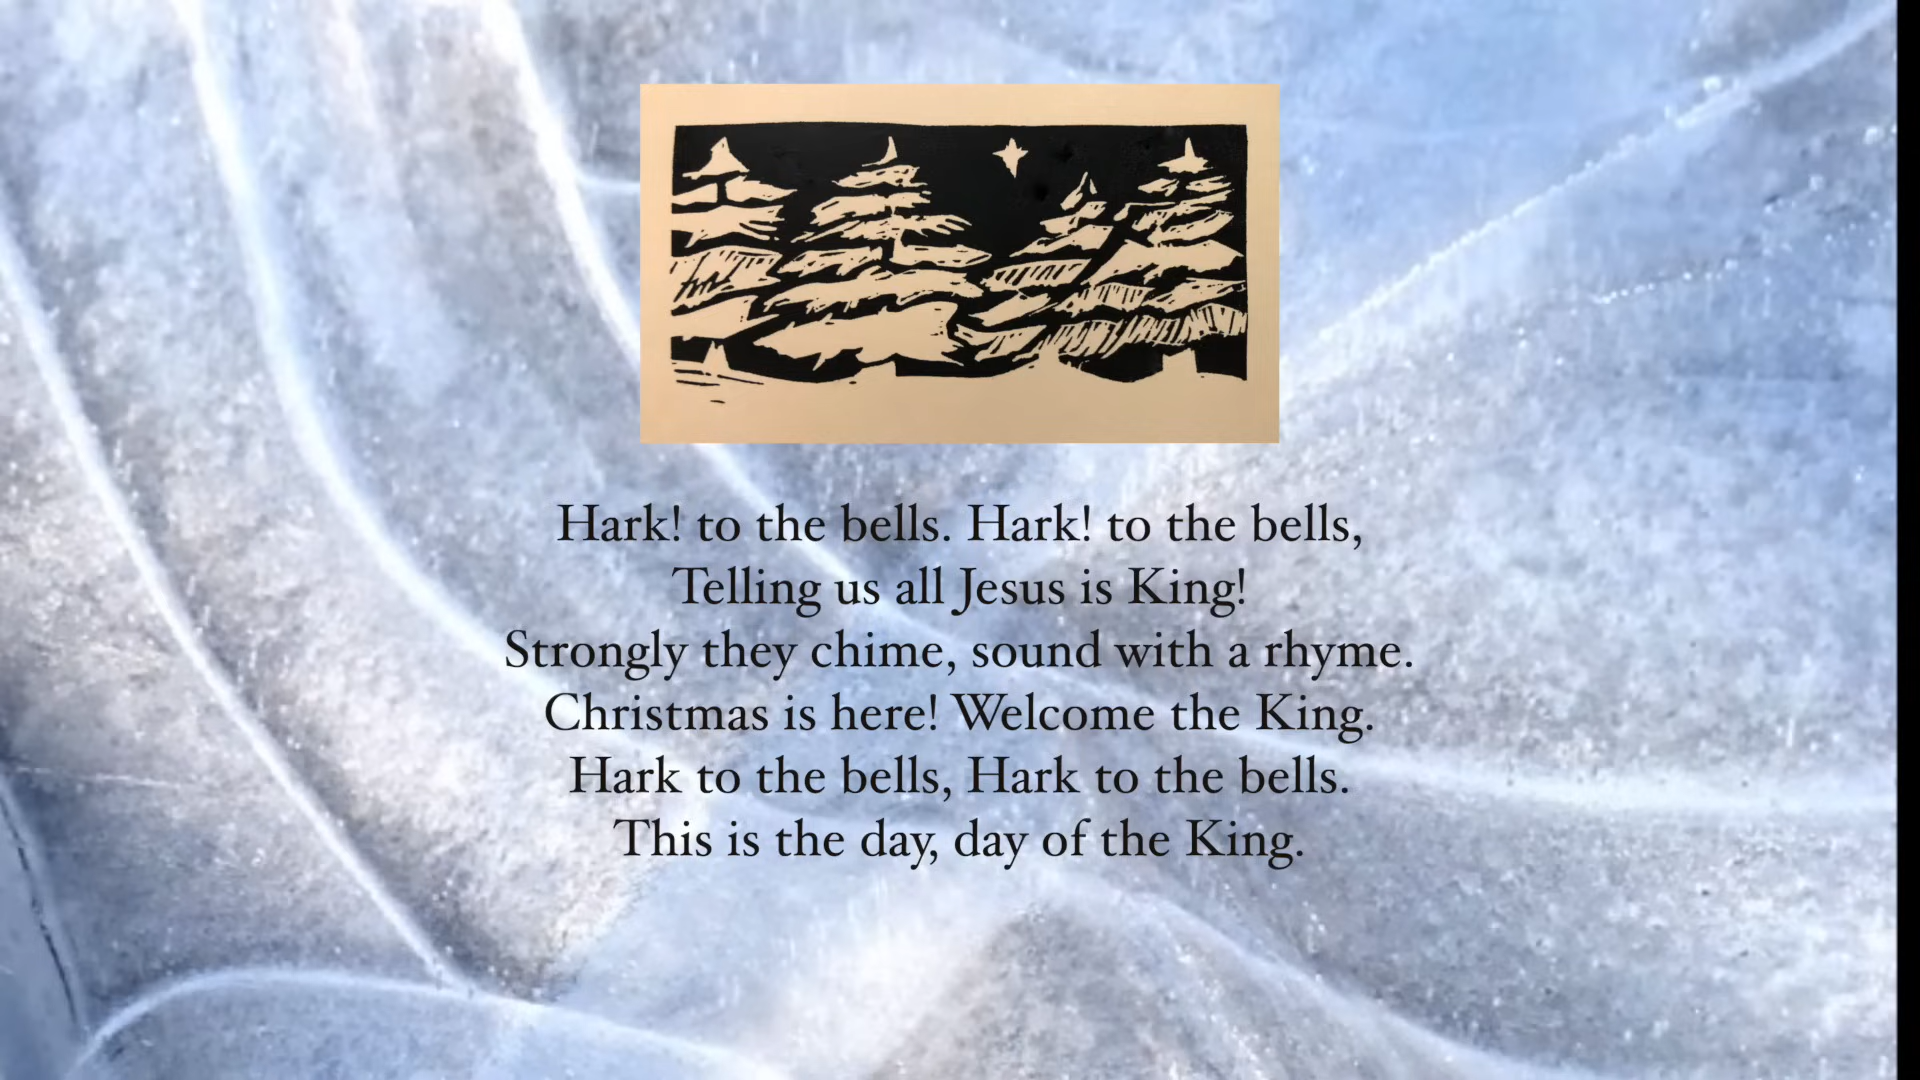 Hark! to the bells. Hark! to the bells,
Telling us all Jesus is King!
Strongly they chime, sound with a rhyme.
Christmas is here! Welcome the King.
Hark to the bells, Hark to the bells.
This is the day, day of the King.